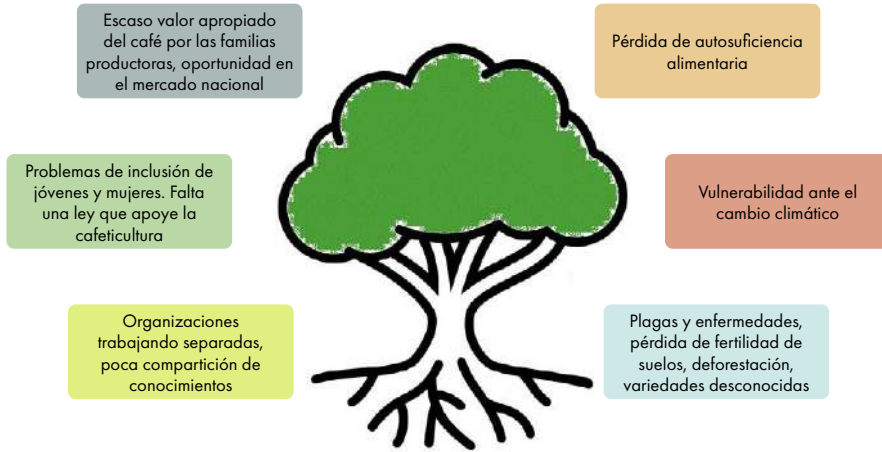 Escaso valor apropiado
del café por las familias
productoras, oportunidad en
el mercado nacional
Pérdida de autosuficiencia
alimentaria
Problemas de inclusión de
jóvenes y mujeres. Falta
una ley que apoye la
cafeticultura
Vulnerabilidad ante el
cambio climático
Organizaciones
trabajando separadas,
poca compartición de
conocimientos
Plagas y enfermedades,
pérdida de fertilidad de
suelos, deforestación,
variedades desconocidas